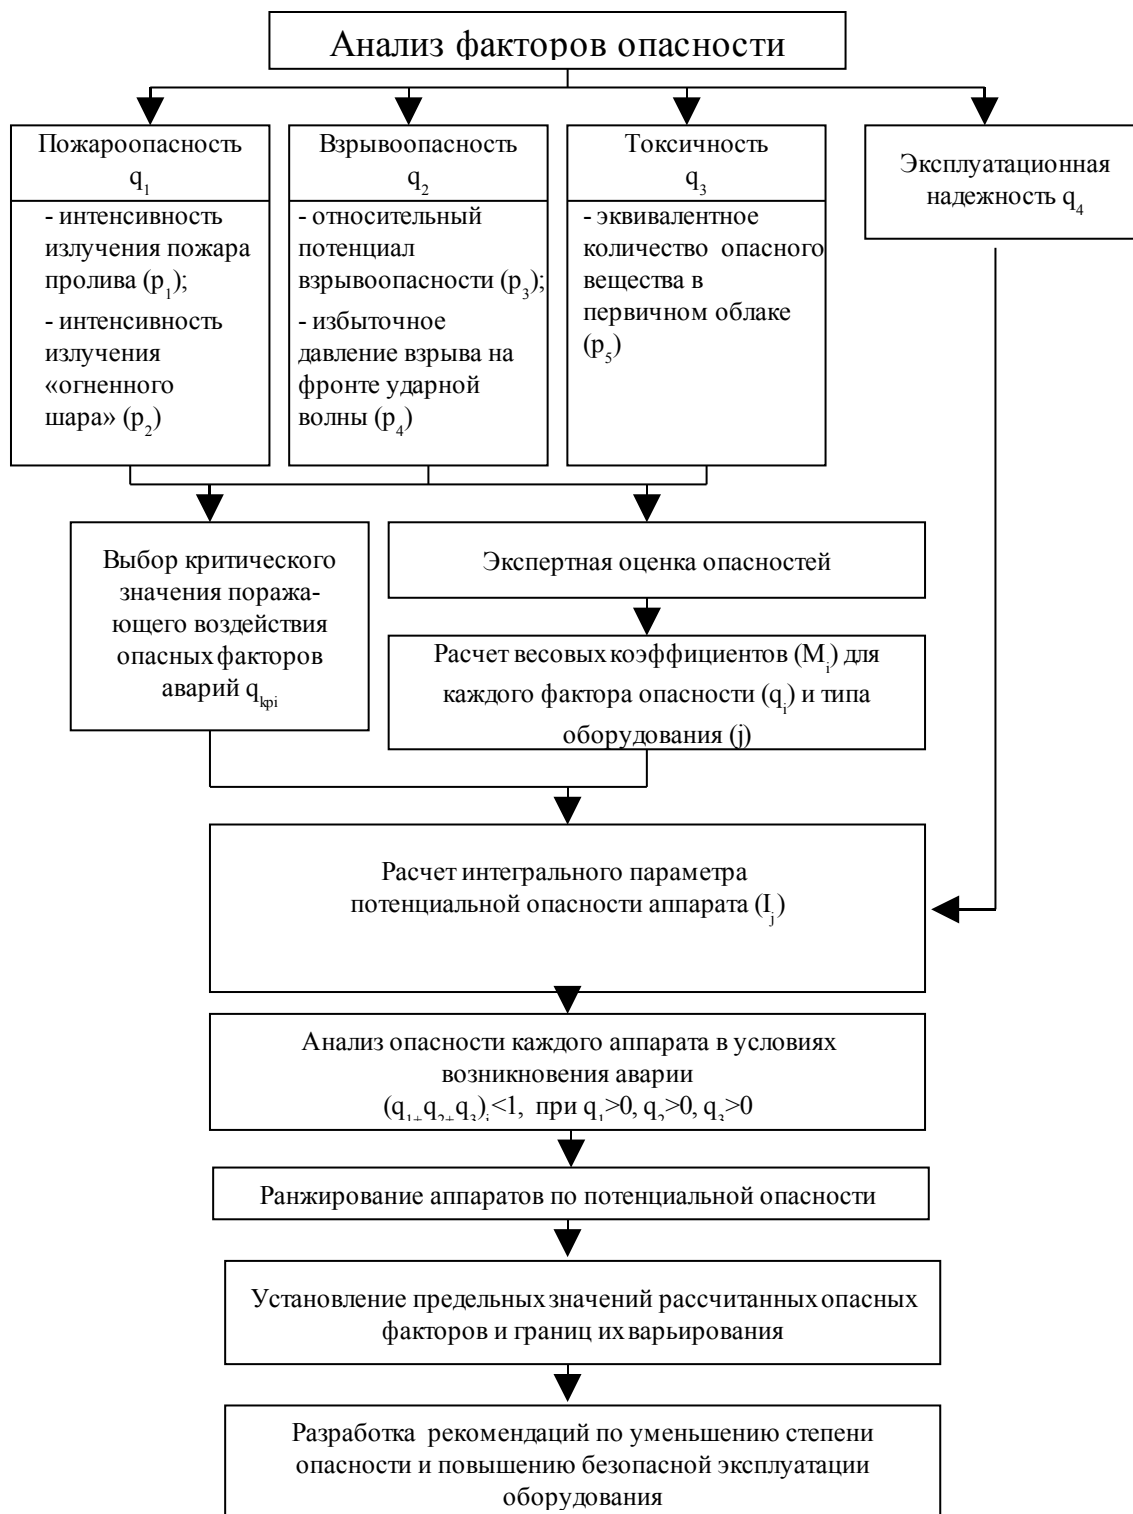 Анализ факторов опасности
Пожароопасность
q1
- интенсивность
излучения пожара
пролива (p1);
- интенсивность
излучения
«огненного
шара» (p2)
Взрывоопасность
q2
- относительный
потенциал
взрывоопасности (p3);
- избыточное
давление взрыва на
фронте ударной
волны (p4)
Токсичность
q3
- эквивалентное
количество опасного
вещества в
первичном облаке
(p5)
Эксплуатационная
надежность q4
Выбор критического
значения поража-
ющего воздействия
опасных факторов
аварий qkpi
Экспертная оценка опасностей
Расчет весовых коэффициентов (Mi) для
каждого фактора опасности (qi) и типа
оборудования (j)
Расчет интегрального параметра
потенциальной опасности аппарата (Ij)
Анализ опасности каждого аппарата в условиях
возникновения аварии
(q1+q2+q3)i<1, при q1>0, q2>0, q3>0
Ранжирование аппаратов по потенциальной опасности
Установление предельных значений рассчитанных опасных
факторов и границ их варьирования
Разработка рекомендаций по уменьшению степени
опасности и повышению безопасной эксплуатации
оборудования